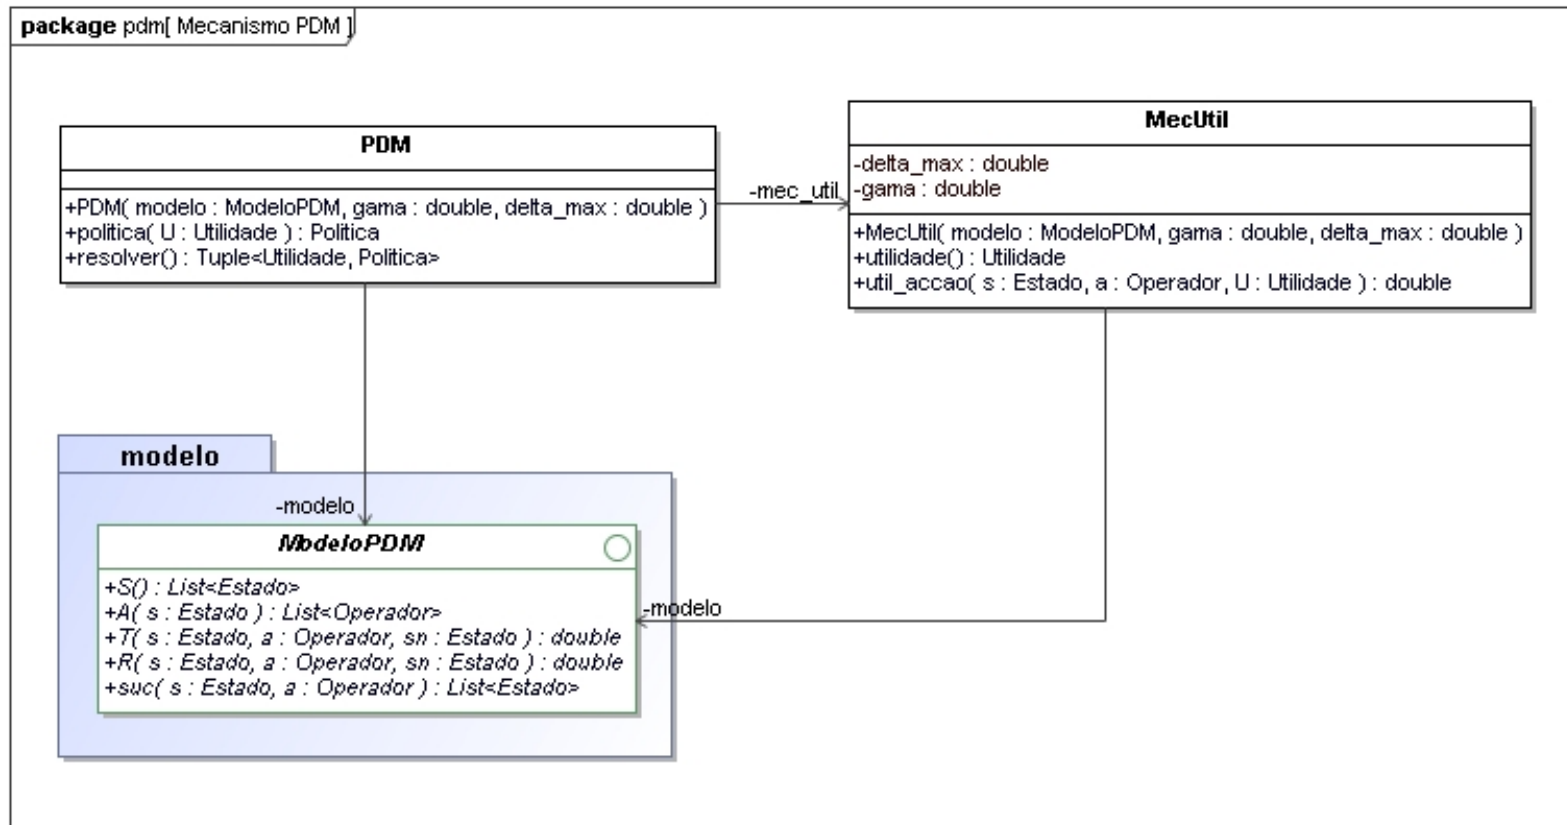 package pdm[ Mecanismo PDM ]
PDM
+PDM( modelo : ModeloPDM, gama : double, delta_max : double )
+politica( U : Utilidade ) : Politica
+resolver() : Tuple<Utilidade, Politica>
-mec_util
MecUtil
-delta_max : double
-gama : double
+MecUtil( modelo : ModeloPDM, gama : double, delta_max : double )
+utilidade() : Utilidade
+util_accao( s : Estado, a : Operador, U : Utilidade ) : double
modelo
-modelo
ModeloPDM
+S() : List<Estado>
+A( s : Estado ) : List<Operador>
+T( s : Estado, a : Operador, sn : Estado ) : double
+R( s : Estado, a : Operador, sn : Estado ) : double
+suc( s : Estado, a : Operador ) : List<Estado>
-modelo